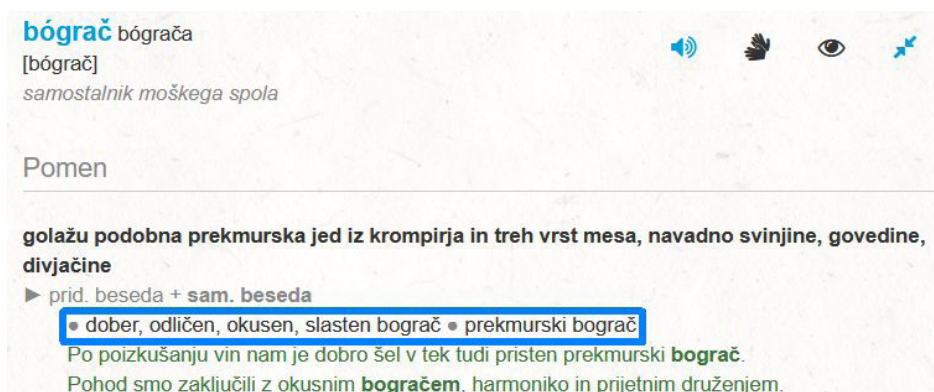 bógrač bógrača
[bógrač]
samostalnik moškega spola
Pomen
golažu podobna prekmurska jed iz krompirja in treh vrst mesa, navadno svinjine, govedine,
divjačine
► prid. beseda + sam. beseda
● dober, odličen, okusen, slasten bograč ● prekmurski bograč
Po poizkušanju vin nam je dobro šel v tek tudi pristen prekmurski bograč.
Pohod smo zaključili z okusnim bogračem, harmoniko in prijetnim druženjem.